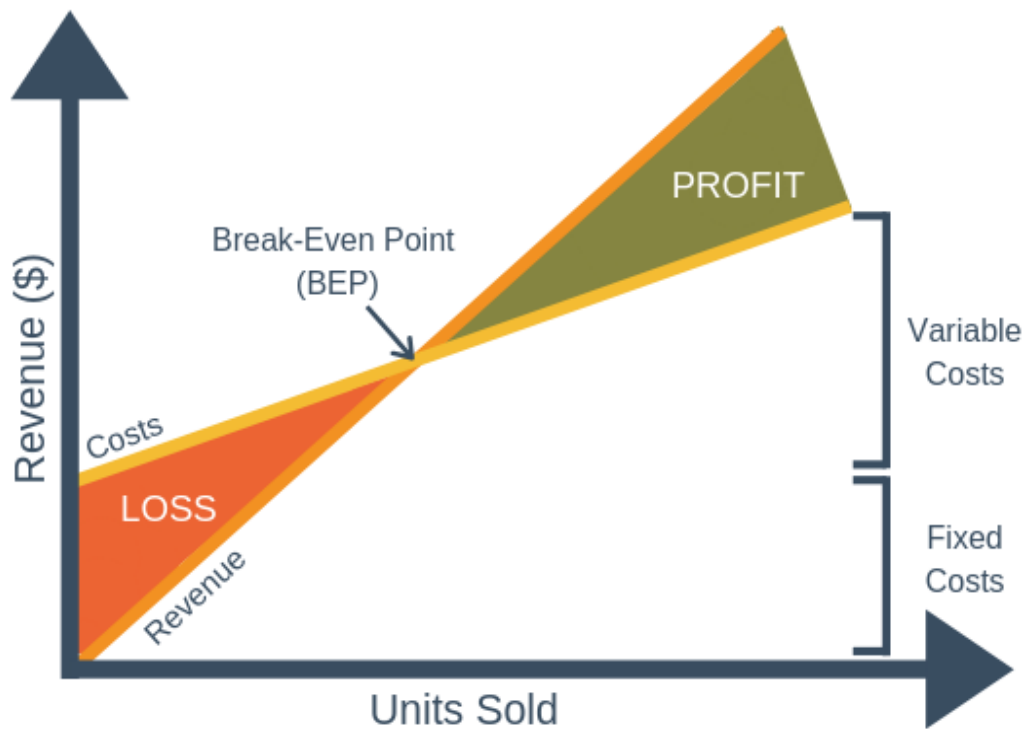 Break-Even Point
(BEP)
PROFIT
Revenue ($)
Costs
LOSS
Revenue
Variable
Costs
Fixed
Costs
Units Sold